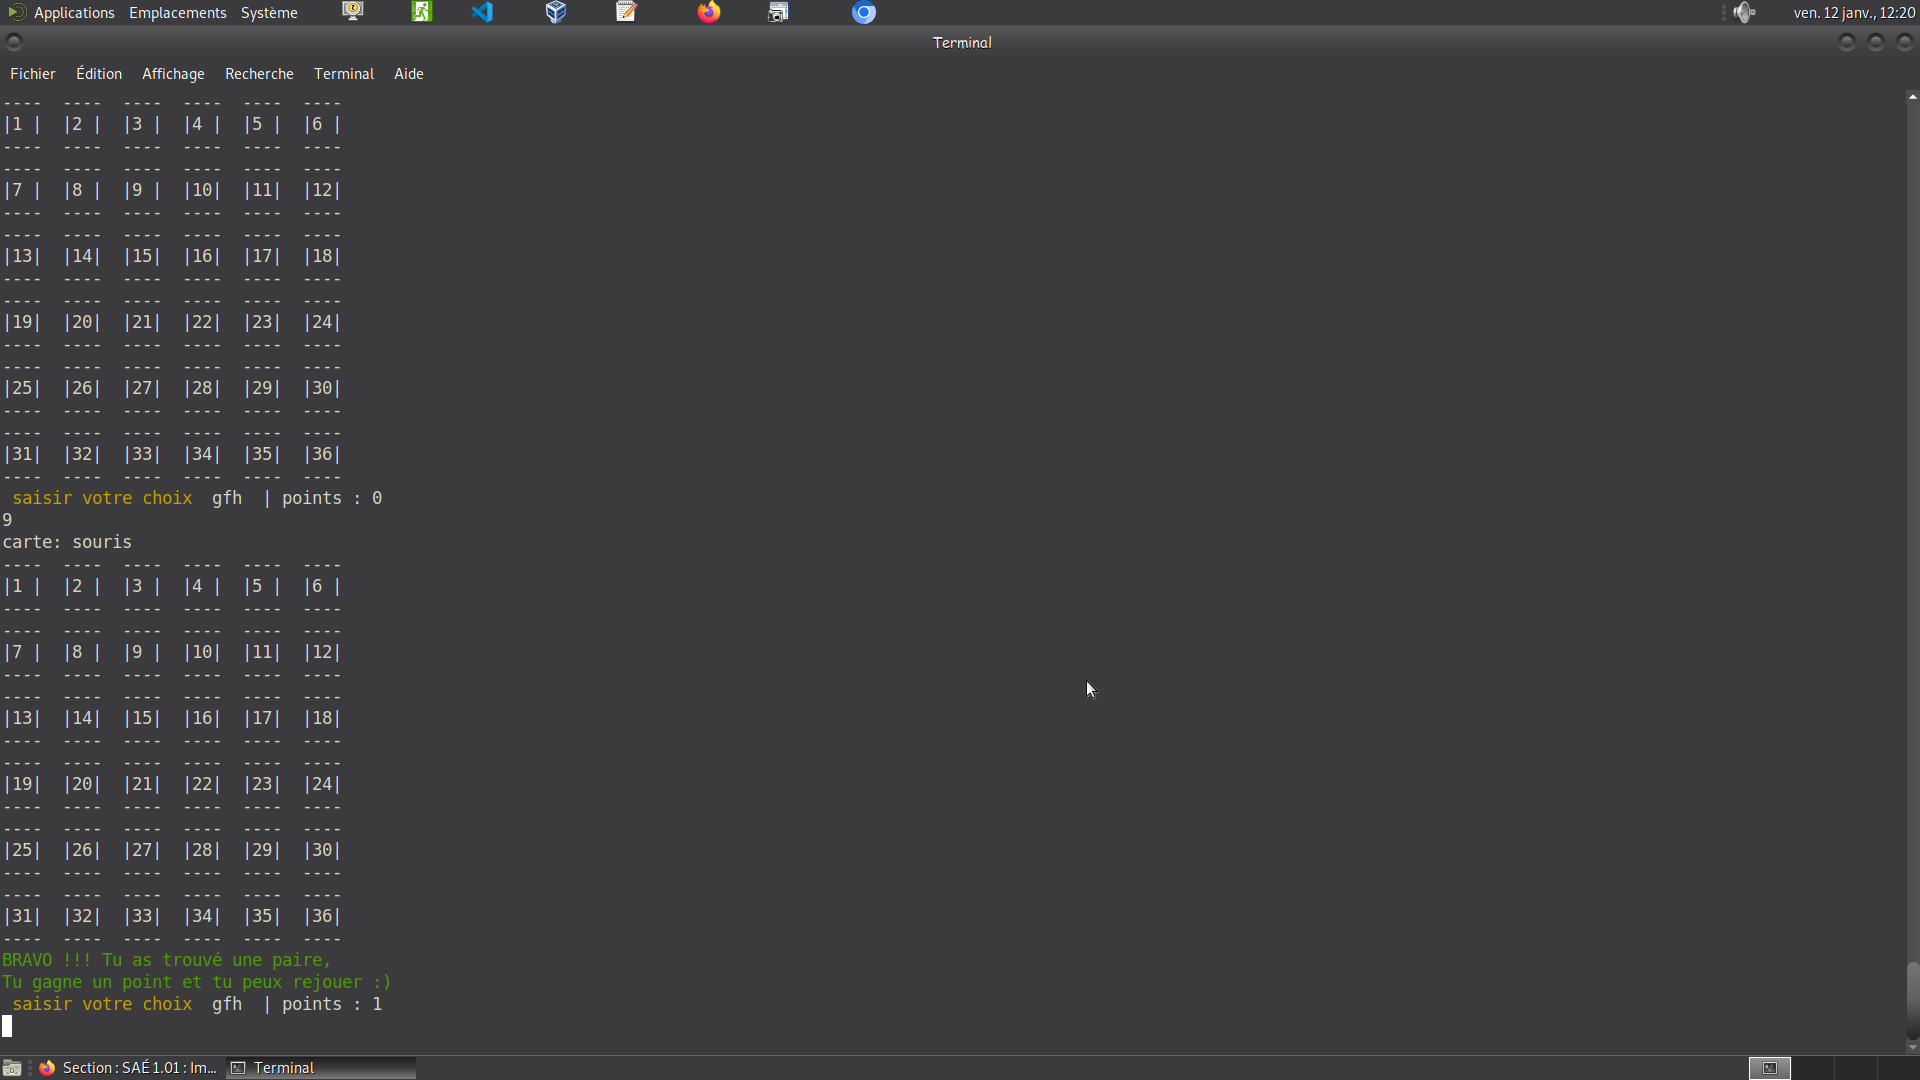 Applications Emplacements Système ven. 12 janv., 12:20
Terminal
Fichier Édition Affichage Recherche Terminal Aide
---- ---- ---- ---- ---- ----
|1 | |2 | |3 | |4 | |5 | |6 |
---- ---- ---- ---- ---- ----
---- ---- ---- ---- ---- ----
|7 | |8 | |9 | |10| |11| |12|
---- ---- ---- ---- ---- ----
---- ---- ---- ---- ---- ----
|13| |14| |15| |16| |17| |18|
---- ---- ---- ---- ---- ----
---- ---- ---- ---- ---- ----
|19| |20| |21| |22| |23| |24|
---- ---- ---- ---- ---- ----
---- ---- ---- ---- ---- ----
|25| |26| |27| |28| |29| |30|
---- ---- ---- ---- ---- ----
---- ---- ---- ---- ---- ----
|31| |32| |33| |34| |35| |36|
---- ---- ---- ---- ---- ----
saisir votre choix gfh | points : 0
9
carte: souris
---- ---- ---- ---- ---- ----
|1 | |2 | |3 | |4 | |5 | |6 |
---- ---- ---- ---- ---- ----
---- ---- ---- ---- ---- ----
|7 | |8 | |9 | |10| |11| |12|
---- ---- ---- ---- ---- ----
---- ---- ---- ---- ---- ----
|13| |14| |15| |16| |17| |18|
---- ---- ---- ---- ---- ----
---- ---- ---- ---- ---- ----
|19| |20| |21| |22| |23| |24|
---- ---- ---- ---- ---- ----
---- ---- ---- ---- ---- ----
|25| |26| |27| |28| |29| |30|
---- ---- ---- ---- ---- ----
---- ---- ---- ---- ---- ----
|31| |32| |33| |34| |35| |36|
---- ---- ---- ---- ---- ----
BRAVO !!! Tu as trouvé une paire,
Tu gagne un point et tu peux rejouer :)
saisir votre choix gfh | points : 1
Section : SAÉ 1.01 : Im... Terminal